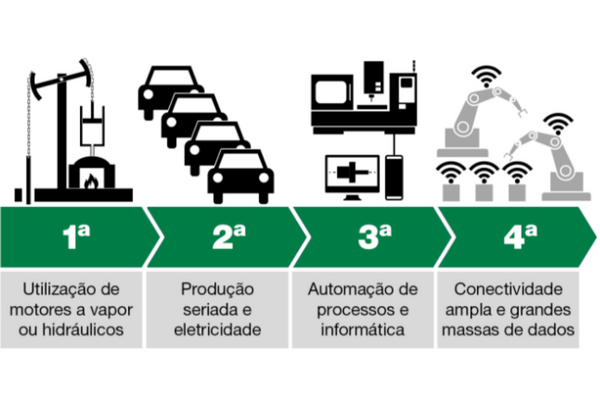 1ª
2ª
3ª
4ª
Utilização de
motores a vapor
ou hidráulicos
Produção
seriada e
eletricidade
Automação de
processos e
informática
Conectividade
ampla e grandes
massas de dados